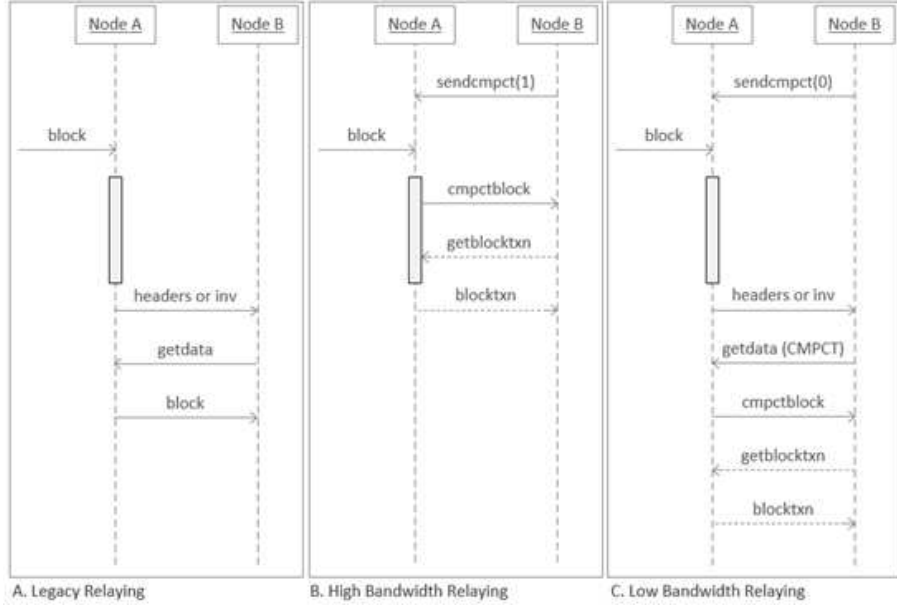 Node A
Node B
block
headers or inv
getdata
block
A. Legacy Relaying
Node A
Node B
sendcmpct(1)
block
cmpctblock
getblocktxn
blocktxn
B. High Bandwidth Relaying
Node A
Node B
sendcmpct(0)
block
headers or inv
getdata (CMPCT)
cmpctblock
getblocktxn
blocktxn
C. Low Bandwidth Relaying